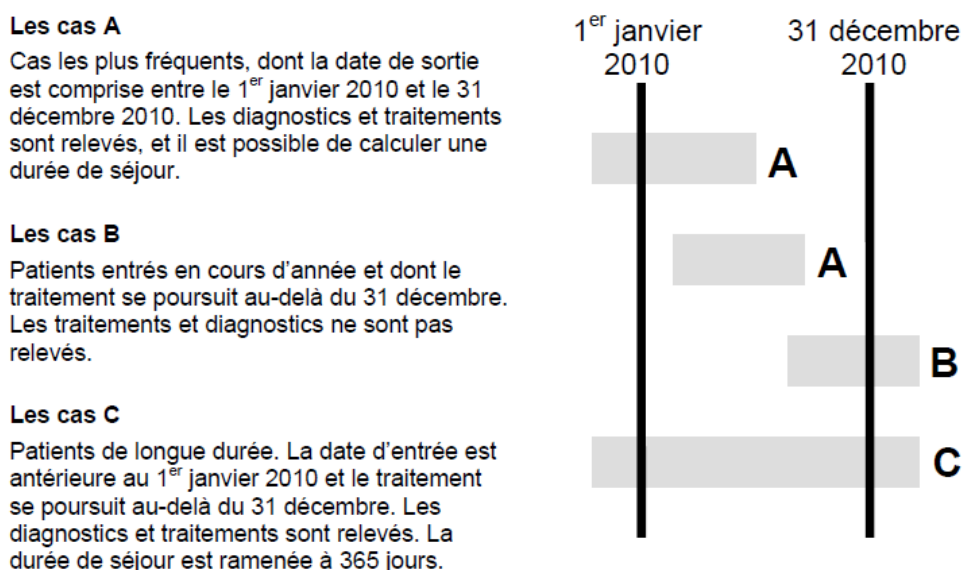 Les cas A
Cas les plus fréquents, dont la date de sortie
est comprise entre le 1er janvier 2010 et le 31
décembre 2010. Les diagnostics et traitements
sont relevés, et il est possible de calculer une
durée de séjour.
Les cas B
Patients entrés en cours d’année et dont le
traitement se poursuit au-delà du 31 décembre.
Les traitements et diagnostics ne sont pas
relevés.
Les cas C
Patients de longue durée. La date d’entrée est
antérieure au 1er janvier 2010 et le traitement
se poursuit au-delà du 31 décembre. Les
diagnostics et traitements sont relevés. La
durée de séjour est ramenée à 365 jours.
1er janvier
2010
31 décembre
2010
A
A
B
C